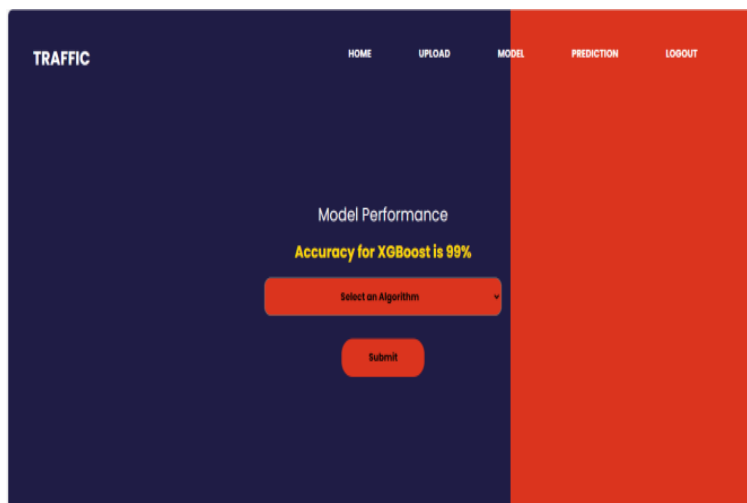 TRAFFIC
HOME UPLOAD MODEL PREDICTION LOGOUT
Model Performance
Accuracy for XGBoost is 99%
Select an Algorithm
Submit